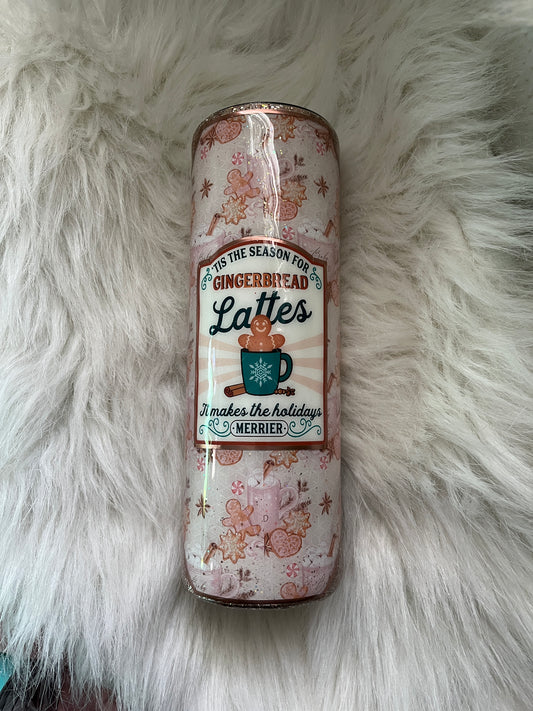 'TIS THE SEASON FOR
GINGERBREAD
Lattes
It makes the holidays
MERRIER